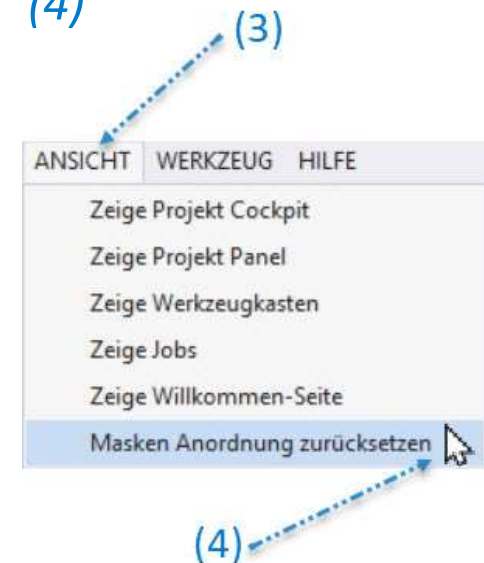 (4)
(3)
ANSICHT WERKZEUG HILFE
Zeige Projekt Cockpit
Zeige Projekt Panel
Zeige Werkzeugkasten
Zeige Jobs
Zeige Willkommen-Seite
Masken Anordnung zurücksetzen
(4)